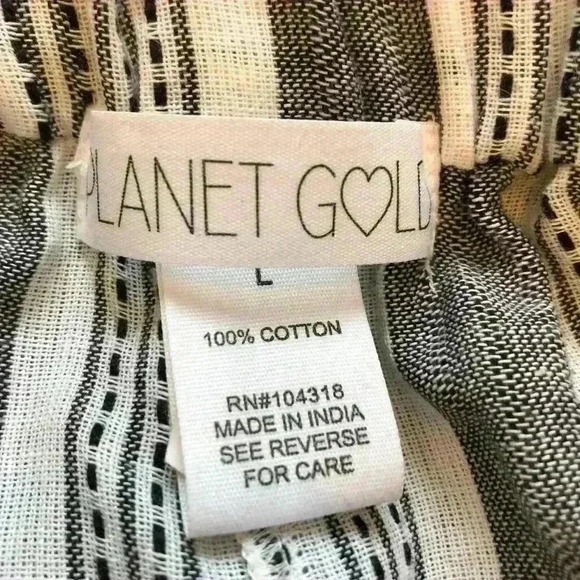 PLANET GOLD
L
100% COTTON
RN#104318
MADE IN INDIA
SEE REVERSE
FOR CARE